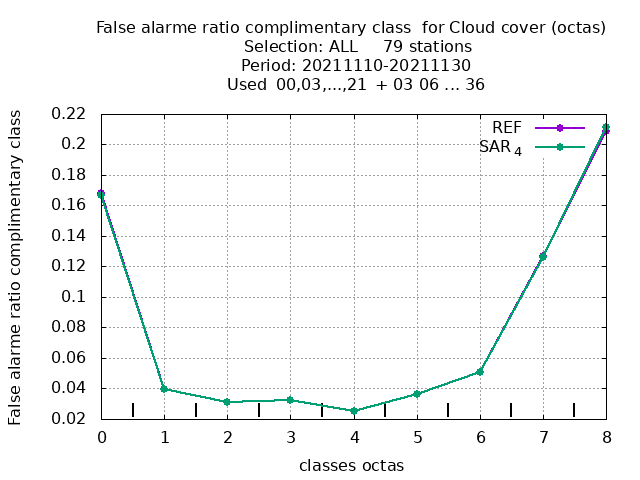 False alarme ratio complimentary class  for Cloud cover (octas)
Selection: ALL     79 stations
Period: 20211110-20211130
Used  00,03,...,21  + 03 06 ... 36
False alarme ratio complimentary class
0.22
0.2
0.18
0.16
0.14
0.12
0.1
0.08
0.06
0.04
0.02
REF
SAR 4
0 1 2 3 4 5 6 7 8
classes octas